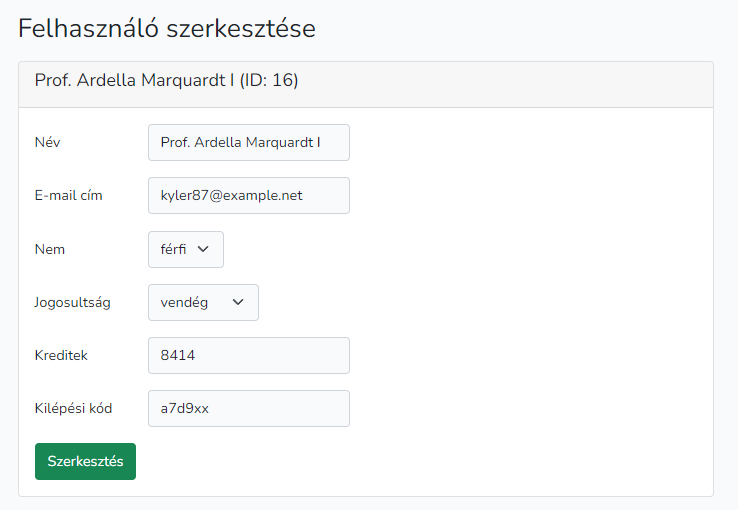 Felhasználó szerkesztése
Prof. Ardella Marquardt I (ID: 16)
Név Prof. Ardella Marquardt I
E-mail cím kyler87@example.net
Nem férfi
Jogosultság vendég
Kreditek 8414
Kilépési kód a7d9xx
Szerkesztés